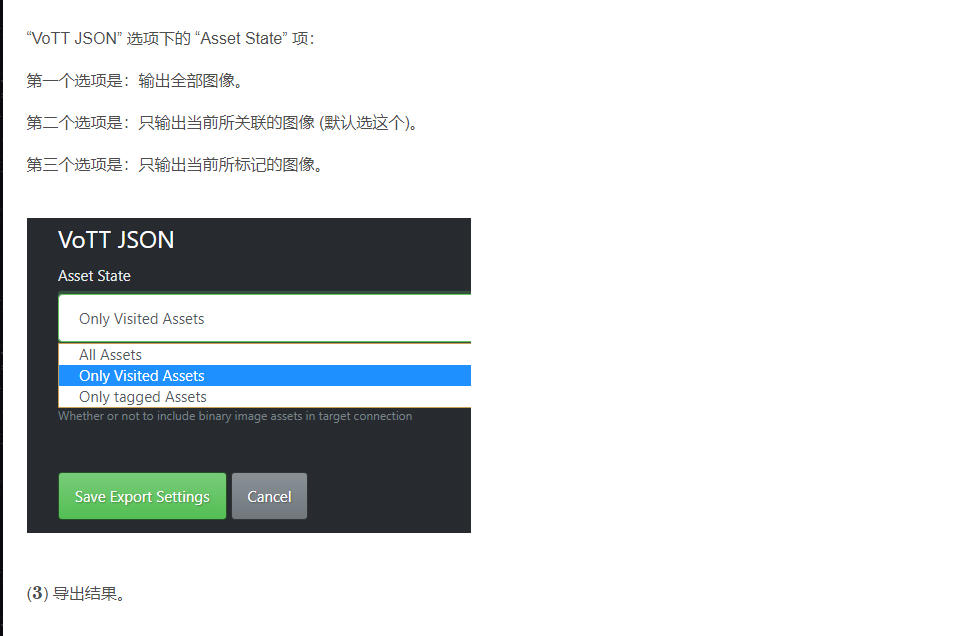 “VoTT JSON” 选项下的 “Asset State” 项：
第一个选项是：输出全部图像。
第二个选项是：只输出当前所关联的图像 (默认选这个)。
第三个选项是：只输出当前所标记的图像。
VoTT JSON
Asset State
Only Visited Assets
All Assets
Only Visited Assets
Only tagged Assets
Whether or not to include binary image assets in target connection
Save Export Settings Cancel
(3) 导出结果。